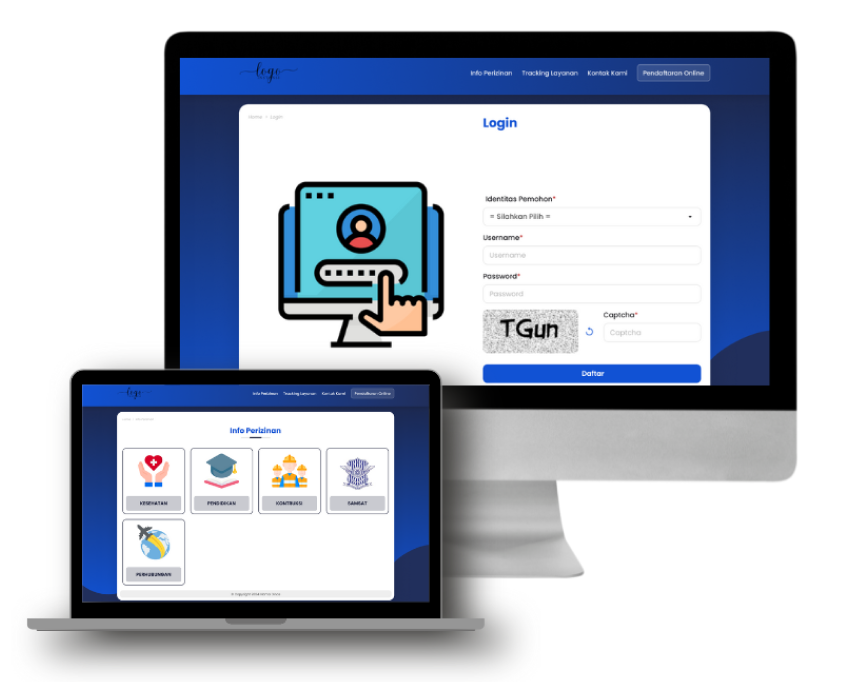 logo
Info Perizinan Tracking Layanan Kontak Kami Pendaftaran Online
Home > Login
Login
Identitas Pemohon*
= Silahkan Pilih =
Username*
Username
Password*
Password
TGun
Captcha*
Captcha
Daftar
logo
Info Perizinan Tracking Layanan Kontak Kami Pendaftaran Online
Info Perizinan
KESEHATAN
PENDIDIKAN
KONTRUKSI
SAMSAT
PERHUBUNGAN
© Copyright 2024